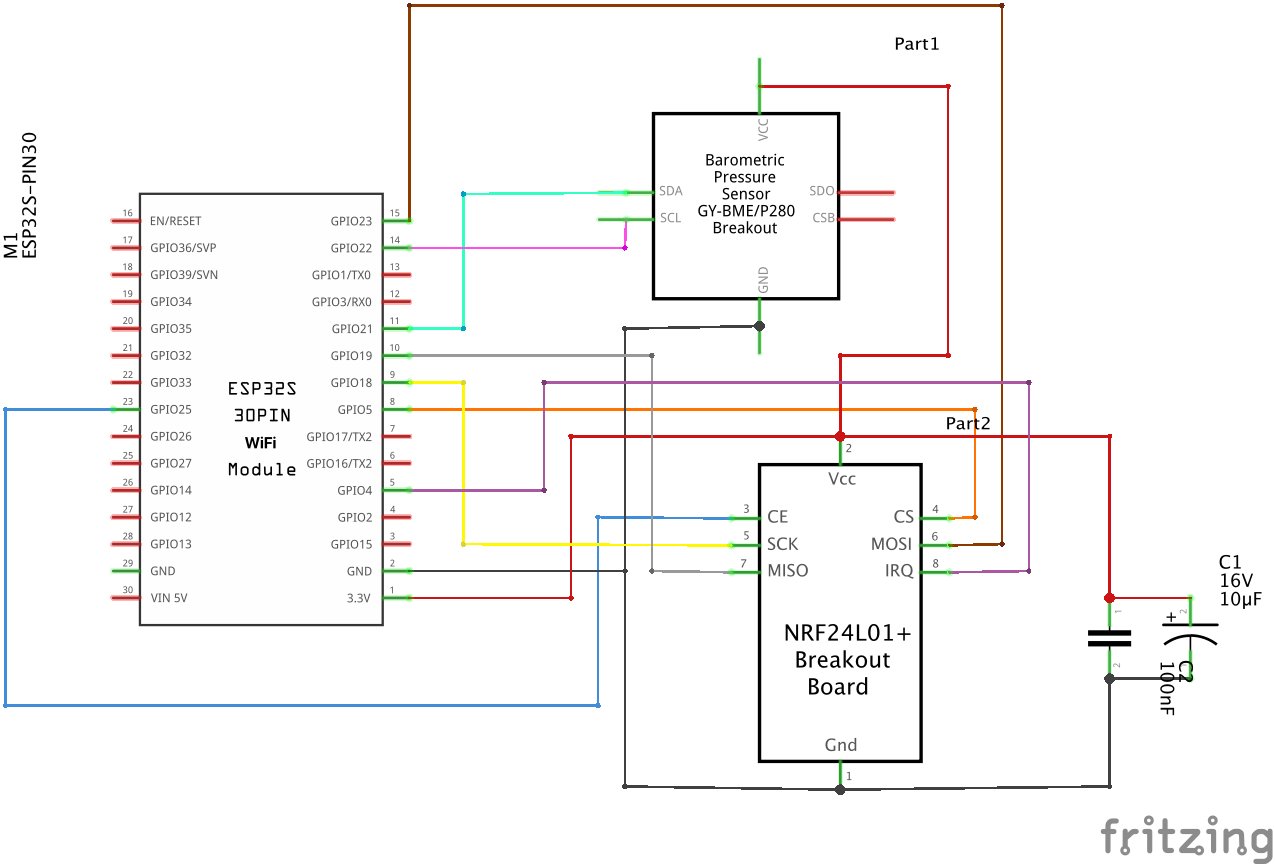 Part1
M1
ESP32S-PIN30
VCC
Barometric
Pressure
Sensor
GY-BME/P280
Breakout
SDA
SCL
SDO
CSB
GND
16 EN/RESET
17 GPIO36/SVP
18 GPIO39/SVN
19 GPIO34
20 GPIO35
21 GPIO32
22 GPIO33
23 GPIO25
24 GPIO26
25 GPIO27
26 GPIO14
27 GPIO12
28 GPIO13
29 GND
30 VIN 5V
GPIO23 15
GPIO22 14
GPIO1/TX0 13
GPIO3/RX0 12
GPIO21 11
GPIO19 10
GPIO18 9
GPIO5 8
GPIO17/TX2 7
GPIO16/TX2 6
GPIO4 5
GPIO2 4
GPIO15 3
GND 2
3.3V 1
ESP32S
30PIN
WiFi
Module
Part2
2
Vcc
3 CE
5 SCK
7 MISO
CS 4
MOSI 6
IRQ 8
NRF24L01+
Breakout
Board
Gnd
1
C1
16V
10µF
1
2
+
2
C2
100nF
fritzing